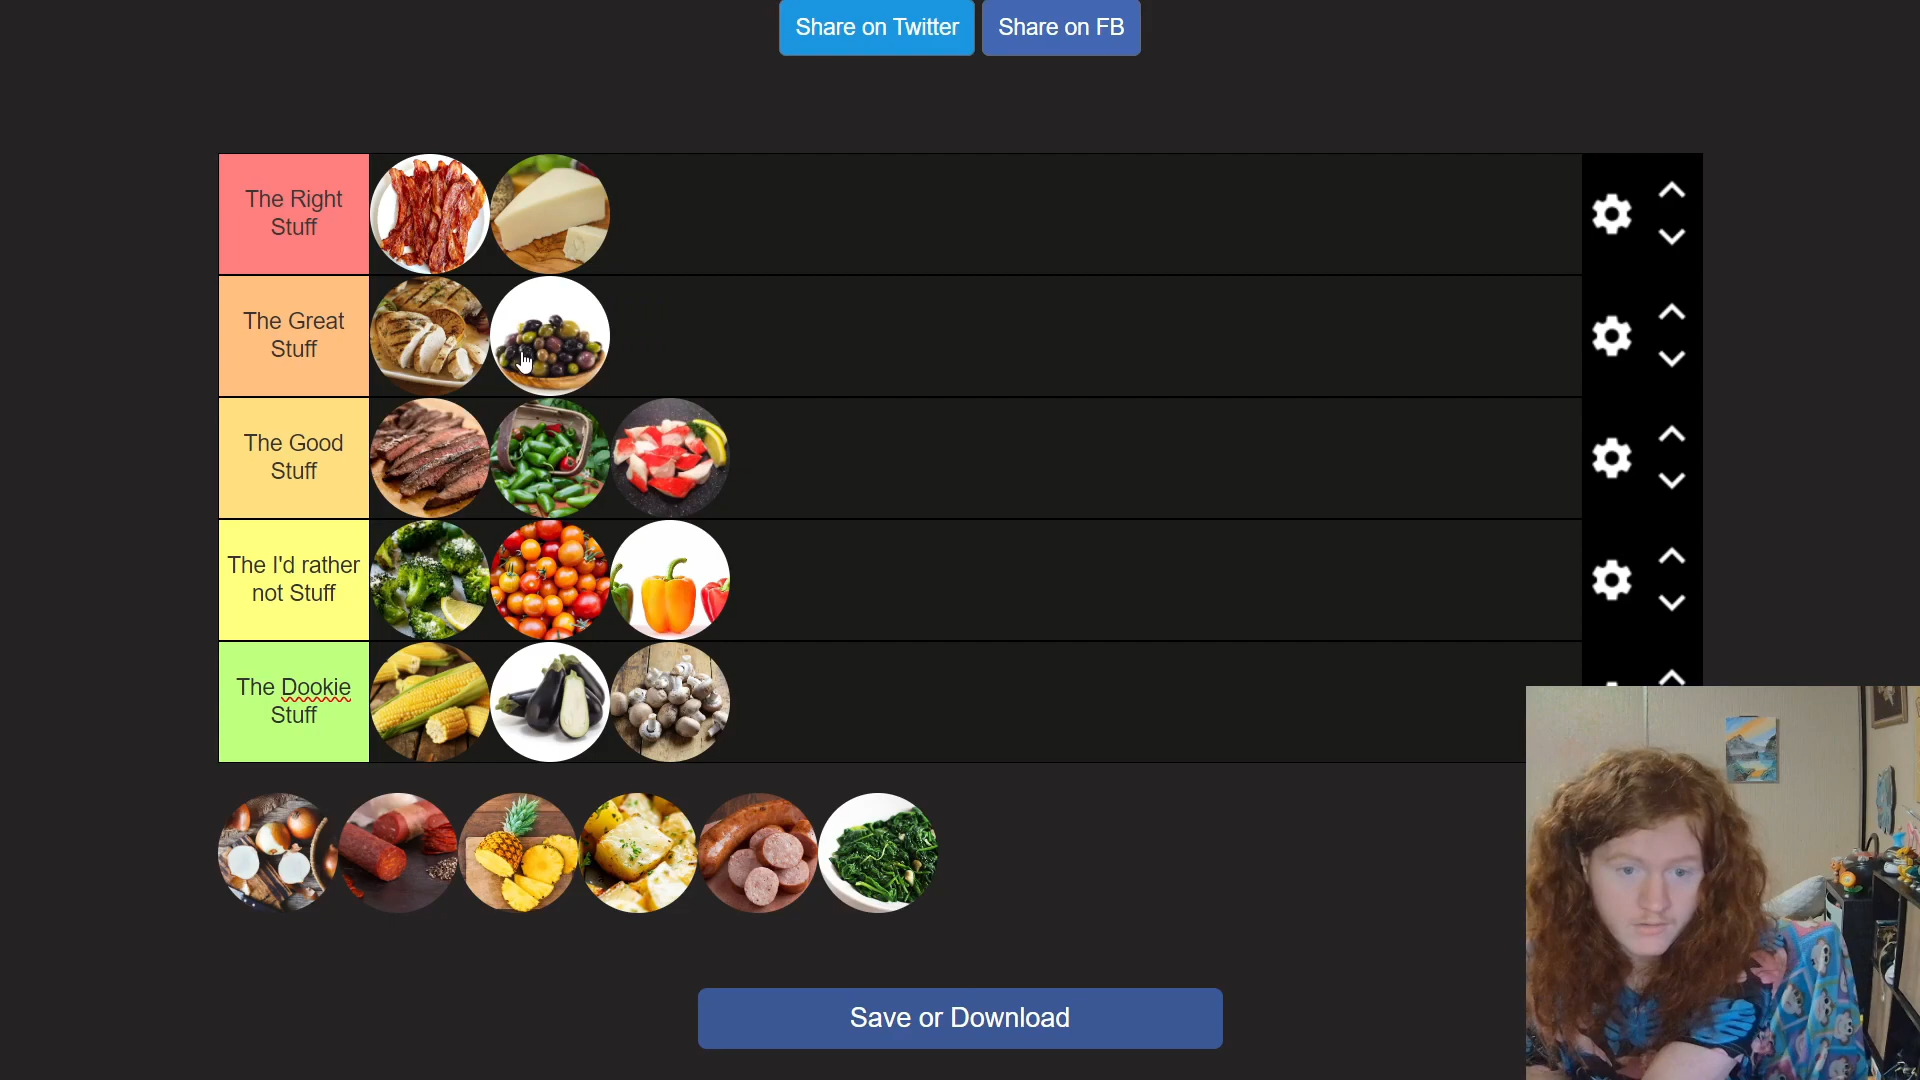 Share on Twitter
Share on FB
The Right
Stuff
The Great
Stuff
The Good
Stuff
The I'd rather
not Stuff
The Dookie
Stuff
Save or Download